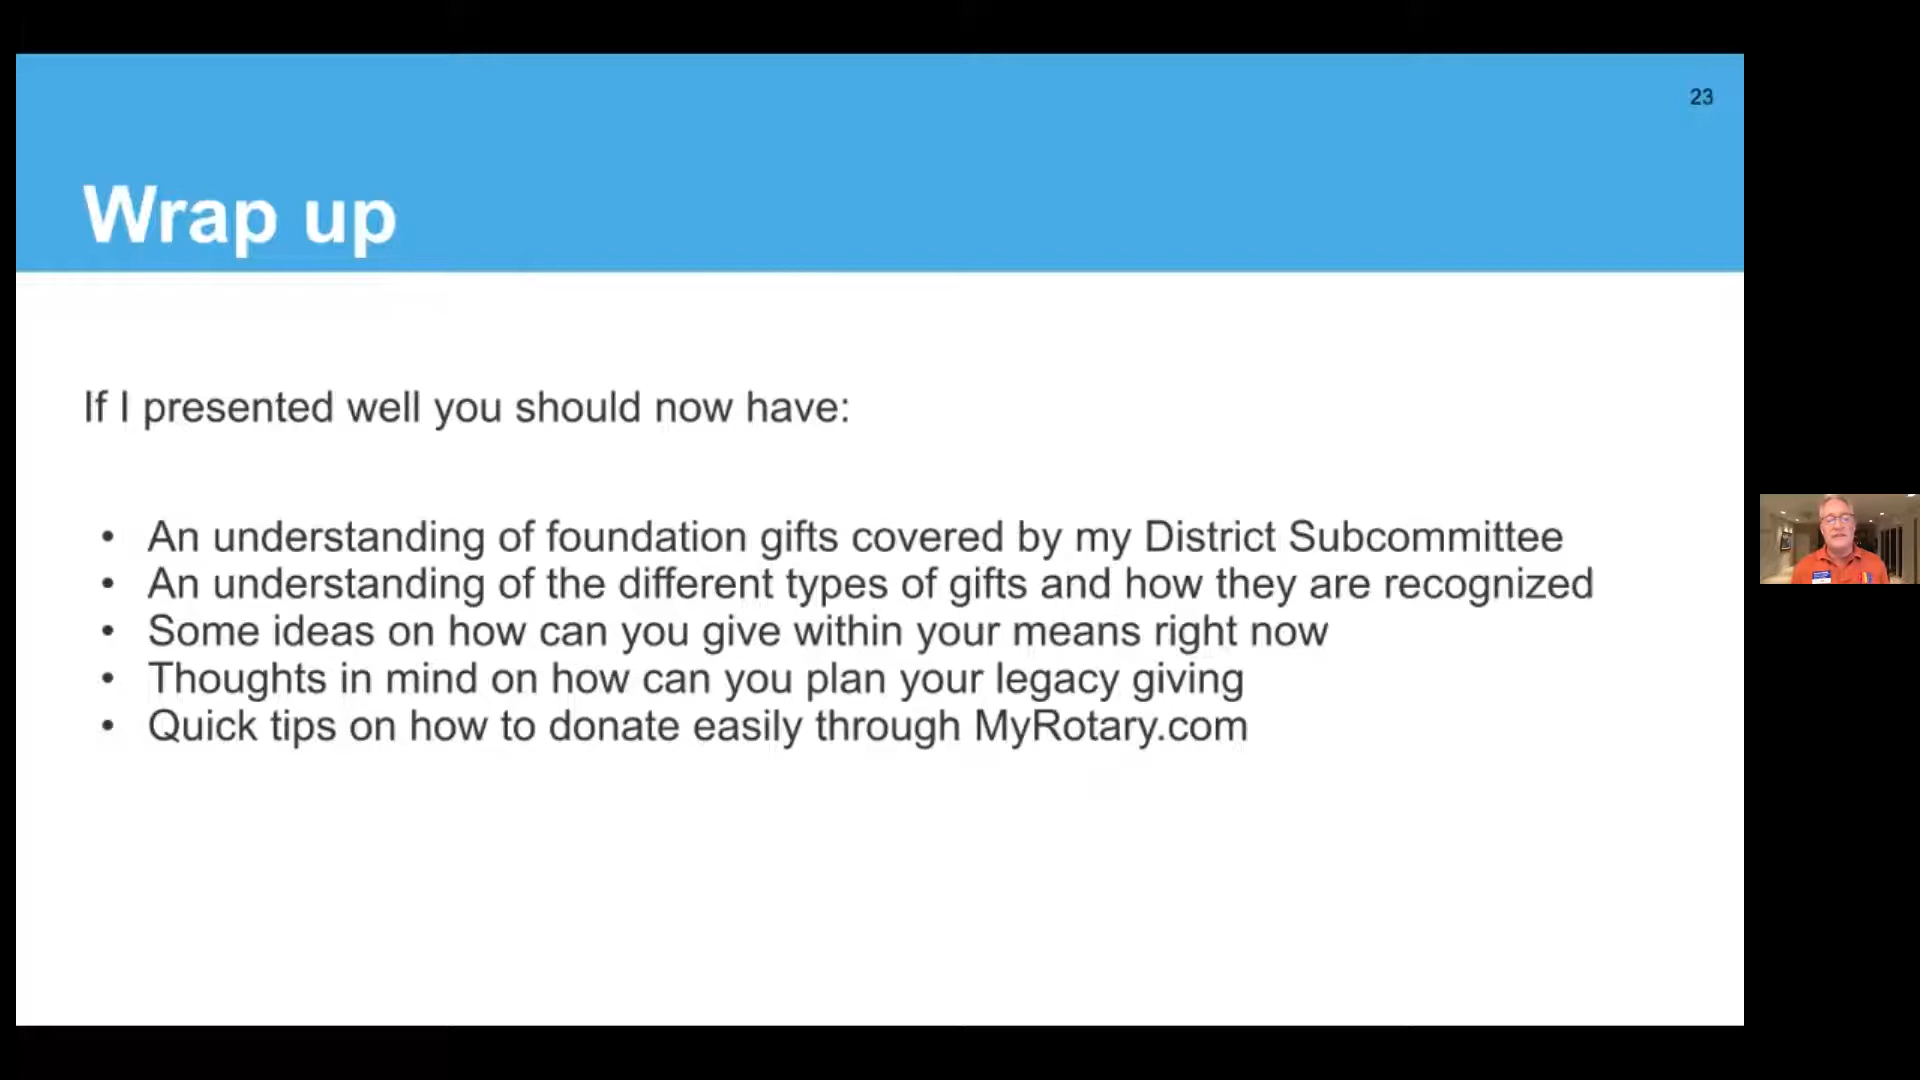 23
Wrap up
If I presented well you should now have:
• An understanding of foundation gifts covered by my District Subcommittee
• An understanding of the different types of gifts and how they are recognized
• Some ideas on how can you give within your means right now
• Thoughts in mind on how can you plan your legacy giving
• Quick tips on how to donate easily through MyRotary.com